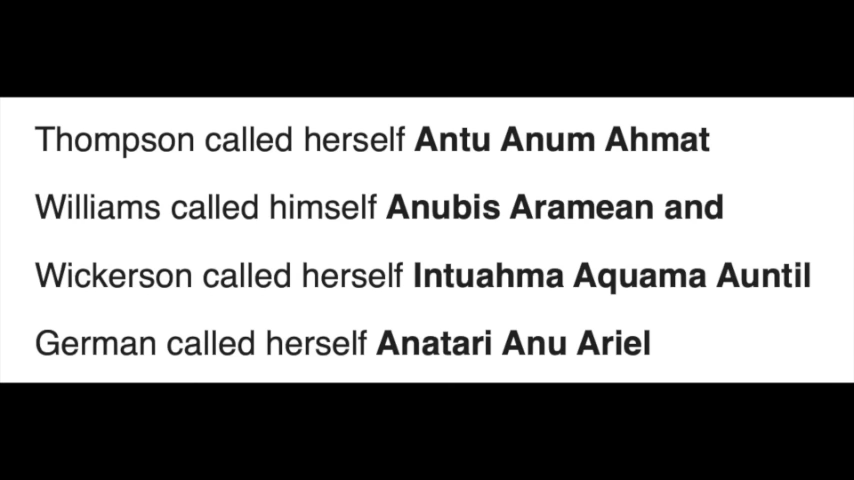 Thompson called herself Antu Anum Ahmat
Williams called himself Anubis Aramean and
Wickerson called herself Intuahma Aquama Auntil
German called herself Anatari Anu Ariel